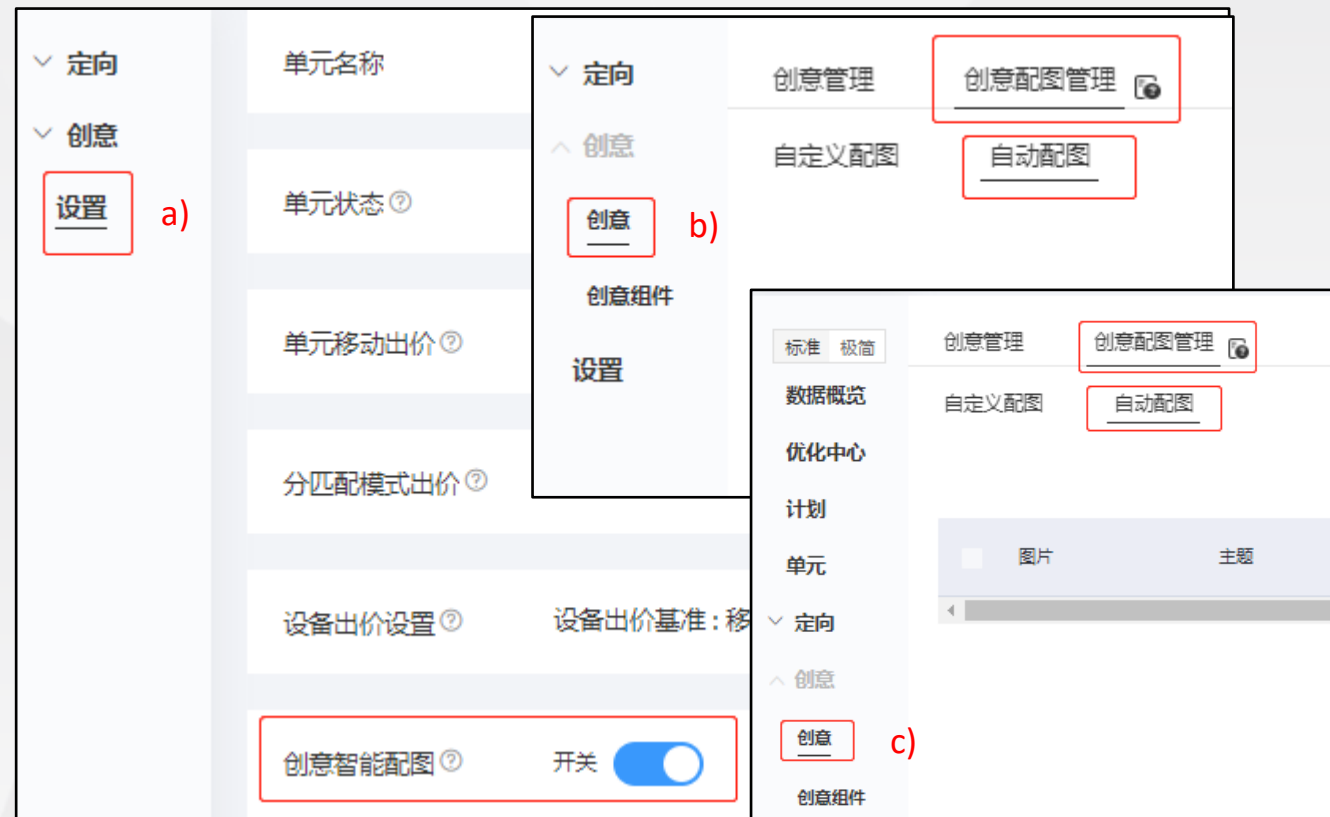 定向
创意
设置
a)
单元名称
单元状态
单元移动出价
分匹配模式出价
设备出价设置
设备出价基准：移
创意智能配图
开关
定向
创意
创意
b)
创意组件
设置
创意管理
创意配图管理
自定义配图
自动配图
标准 极简
数据概览
优化中心
计划
单元
定向
创意
创意
c)
创意组件
创意管理
创意配图管理
自定义配图
自动配图
图片
主题